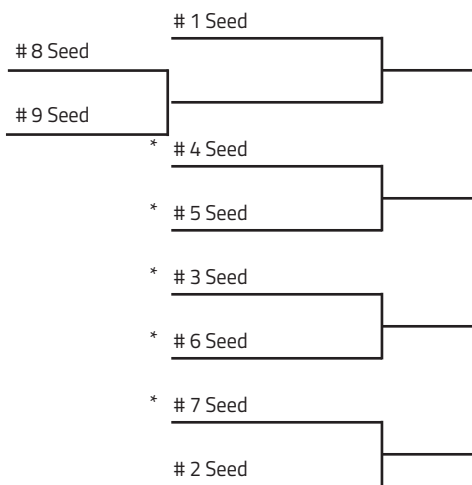 # 1 Seed
# 8 Seed
# 9 Seed
* # 4 Seed
* # 5 Seed
* # 3 Seed
* # 6 Seed
* # 7 Seed
# 2 Seed